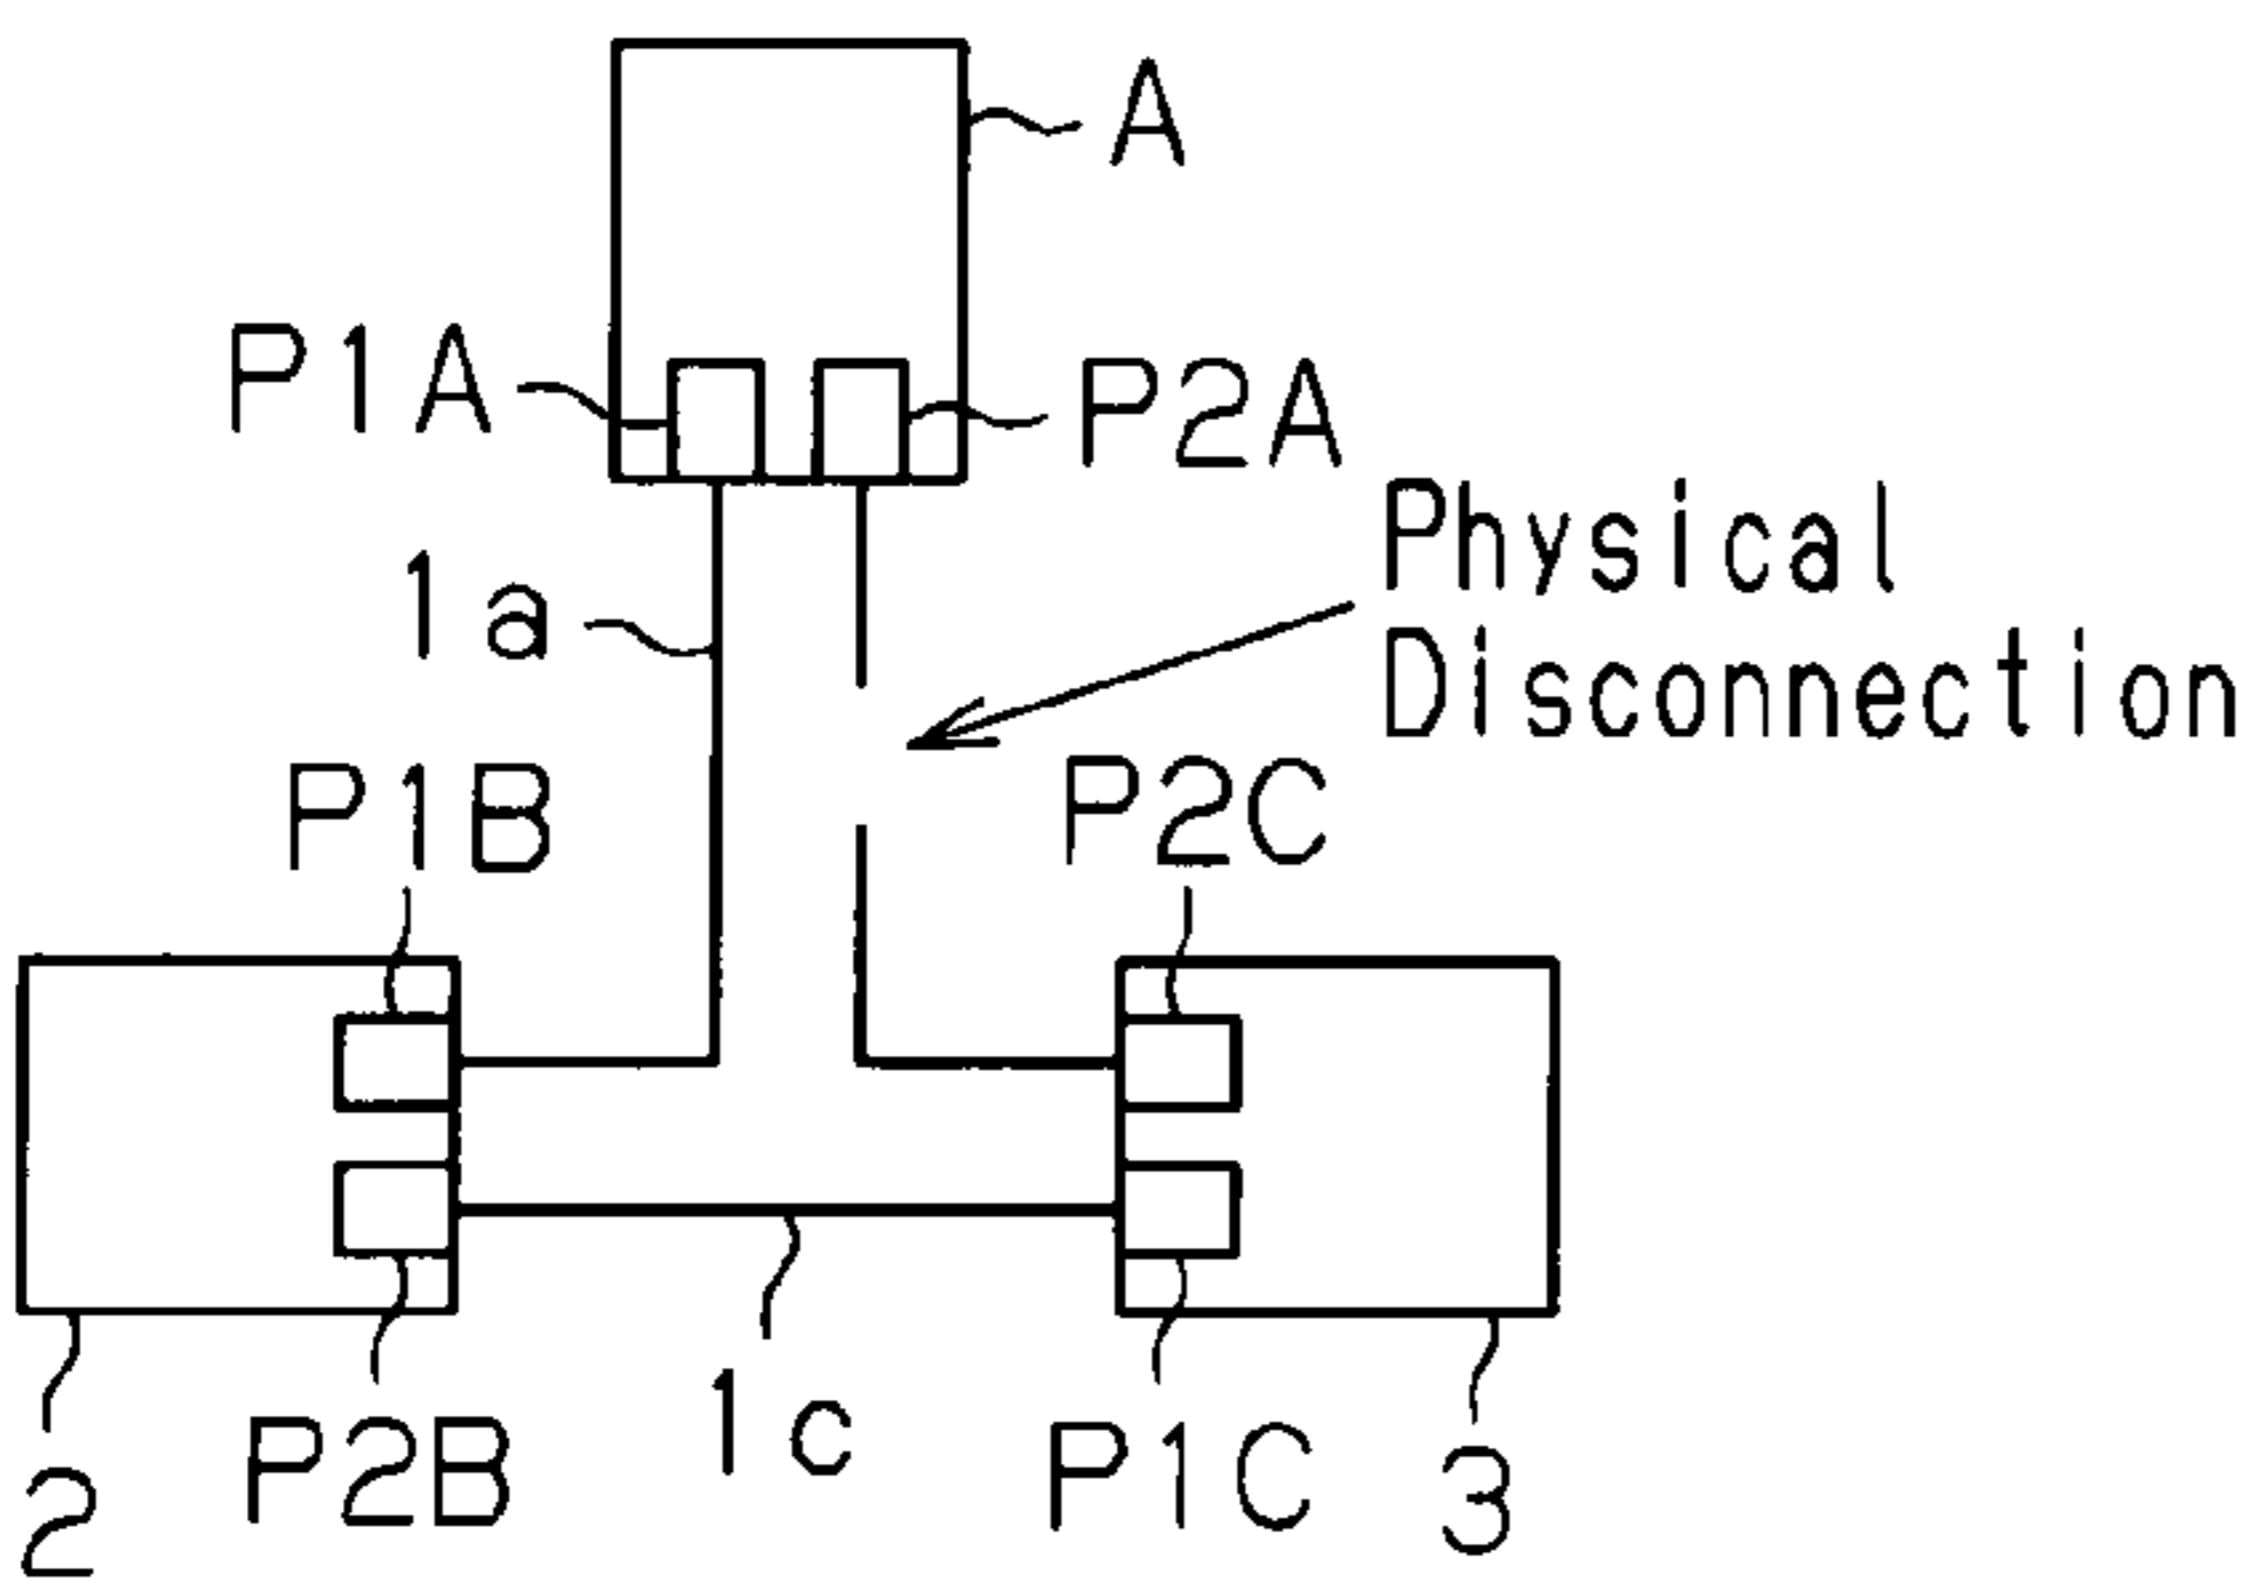 A
P1A
P2A
Physical
Disconnection
1a
P1B
P2C
1c
2
P2B
P1C
3